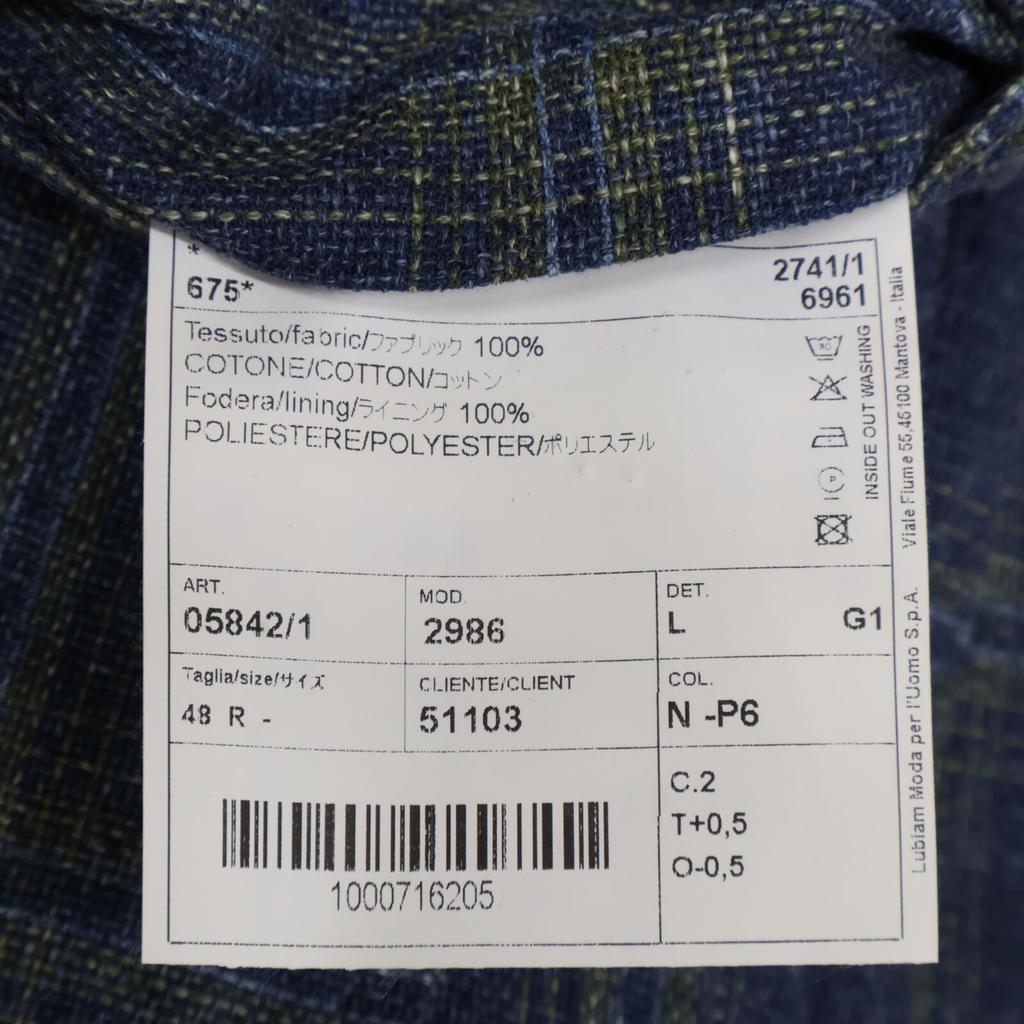 *
675*
2741/1
6961
Tessuto/fabric/ファブリック 100%
COTONE/COTTON/コットン
Fodera/lining/ライニング 100%
POLIESTERE/POLYESTER/ポリエステル
INSIDE OUT WASHING
Viale Fiume 55,46100 Mantova - Italia
Lubiam Moda per l'Uomo S.p.A.
ART.
05842/1
MOD.
2986
DET.
L G1
Taglia/size/サイズ
48 R -
CLIENTE/CLIENT
51103
COL.
N -P6
C.2
T+0,5
O-0,5
1000716205